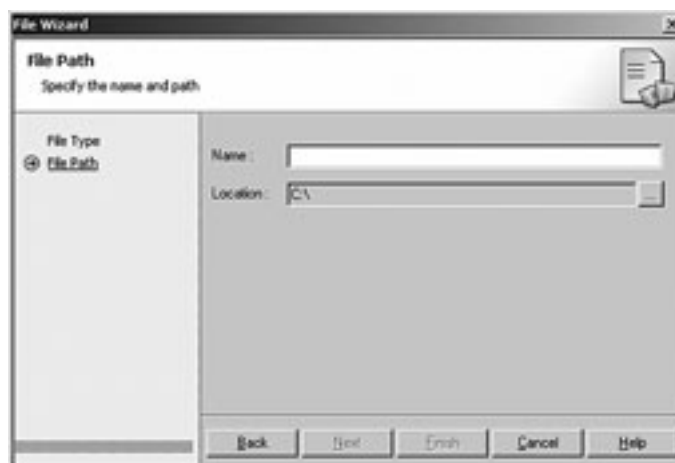 File Wizard
File Path
Specify the name and path
File Type
File Path
Name :
Location : C:\ ...
Back Next Finish Cancel Help